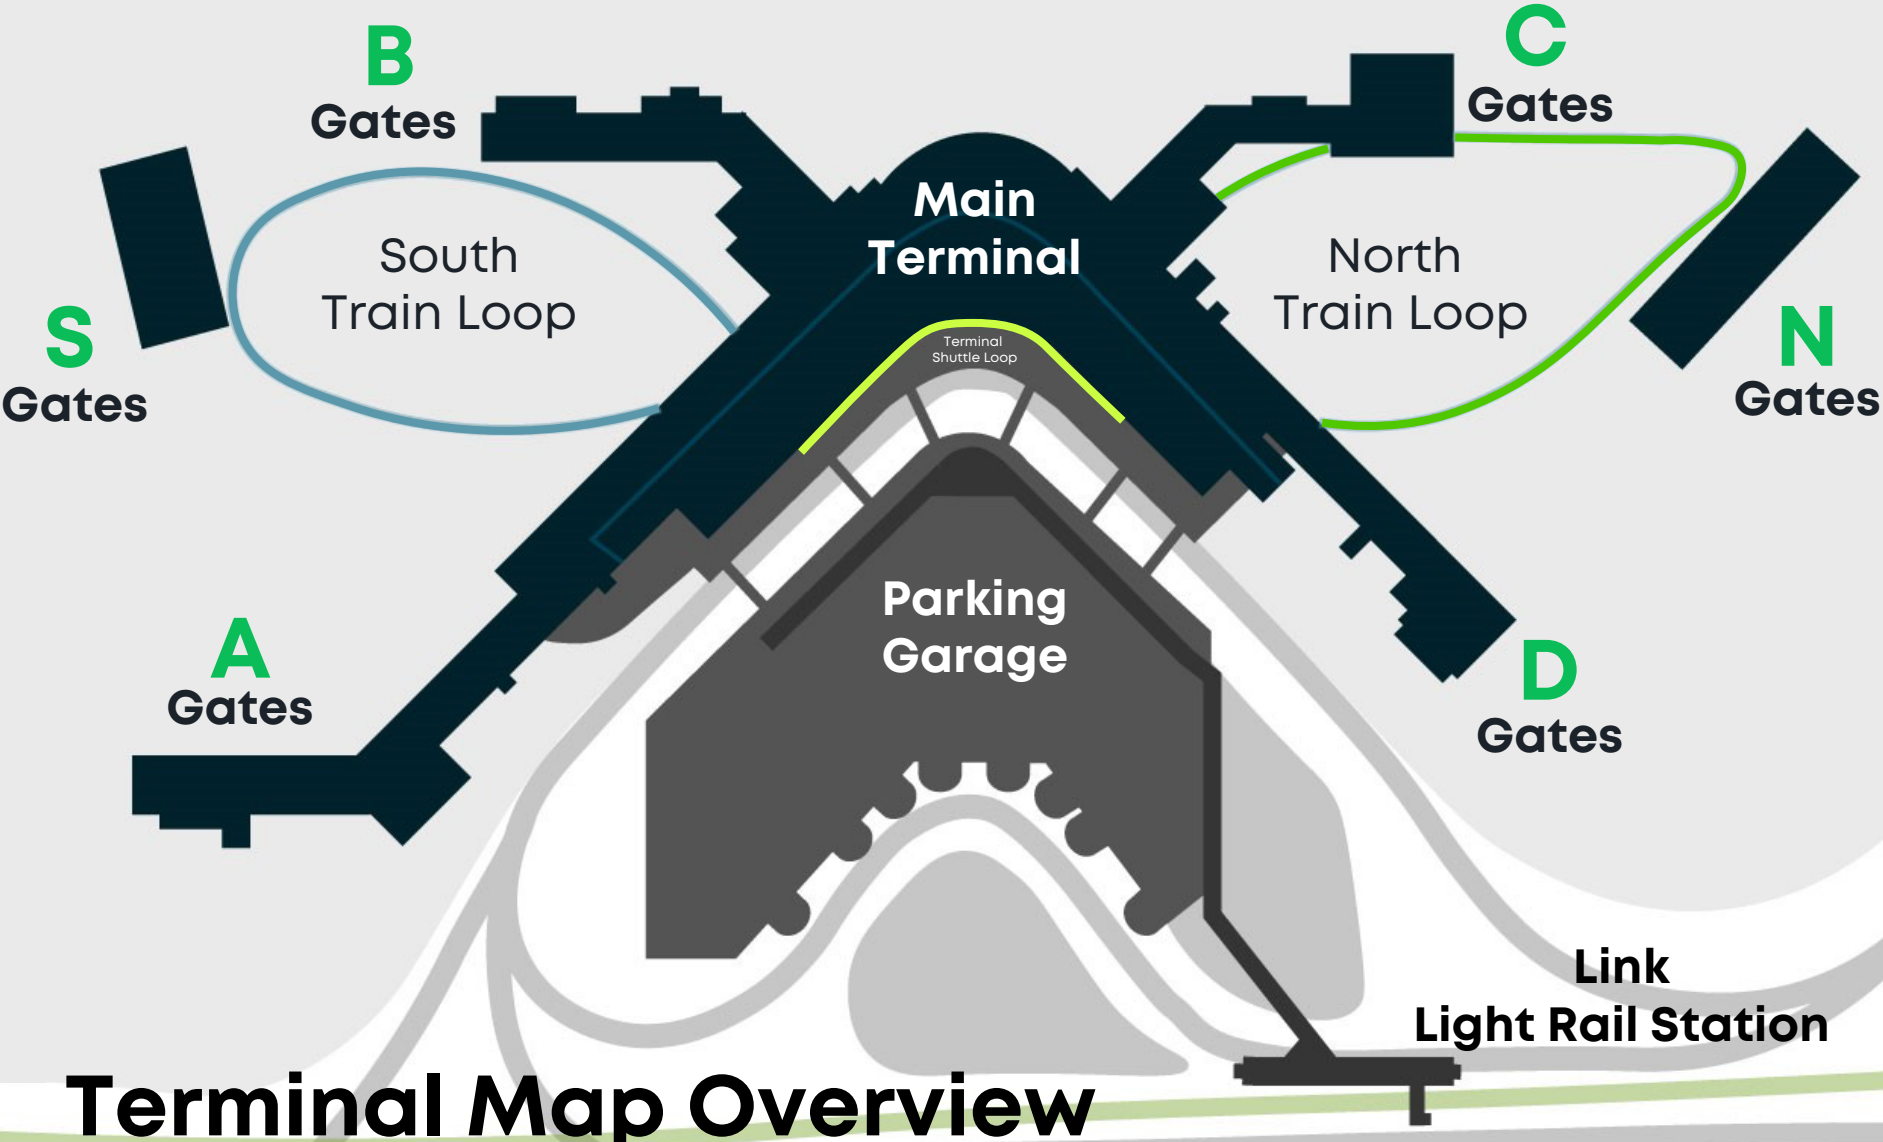 B
Gates
C
Gates
Main
Terminal
South
Train Loop
North
Train Loop
S
Gates
N
Gates
Terminal
Shuttle Loop
A
Gates
Parking
Garage
D
Gates
Link
Light Rail Station
Terminal Map Overview